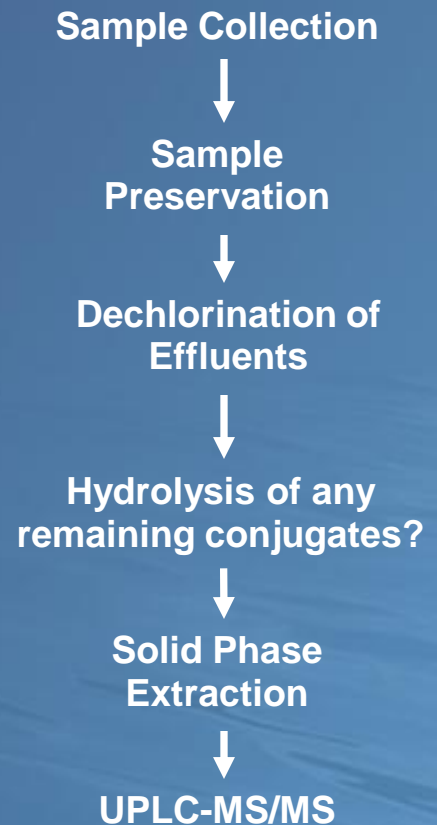 Sample Collection
Sample
Preservation
Dechlorination of
Effluents
Hydrolysis of any
remaining conjugates?
Solid Phase
Extraction
UPLC-MS/MS